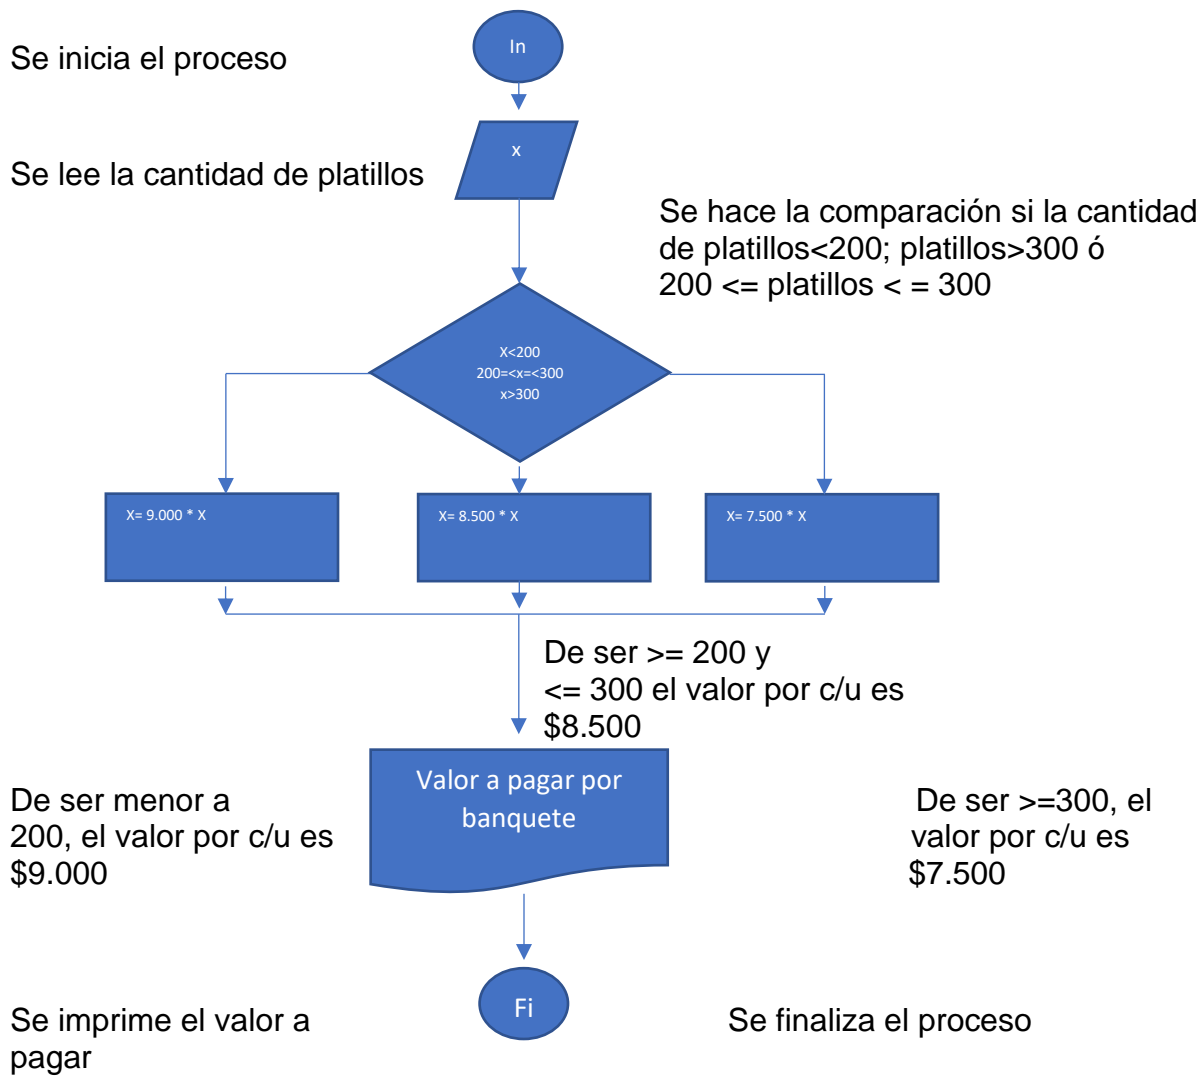 In
Se inicia el proceso
x
Se lee la cantidad de platillos
Se hace la comparación si la cantidad
de platillos<200; platillos>300 ó
200 <= platillos < = 300
X<200
200=<x=<300
x>300
X= 9.000 * X
X= 8.500 * X
X= 7.500 * X
De ser >= 200 y
<= 300 el valor por c/u es
$8.500
Valor a pagar por
banquete
De ser menor a
200, el valor por c/u es
$9.000
De ser >=300, el
valor por c/u es
$7.500
Fi
Se imprime el valor a
pagar
Se finaliza el proceso